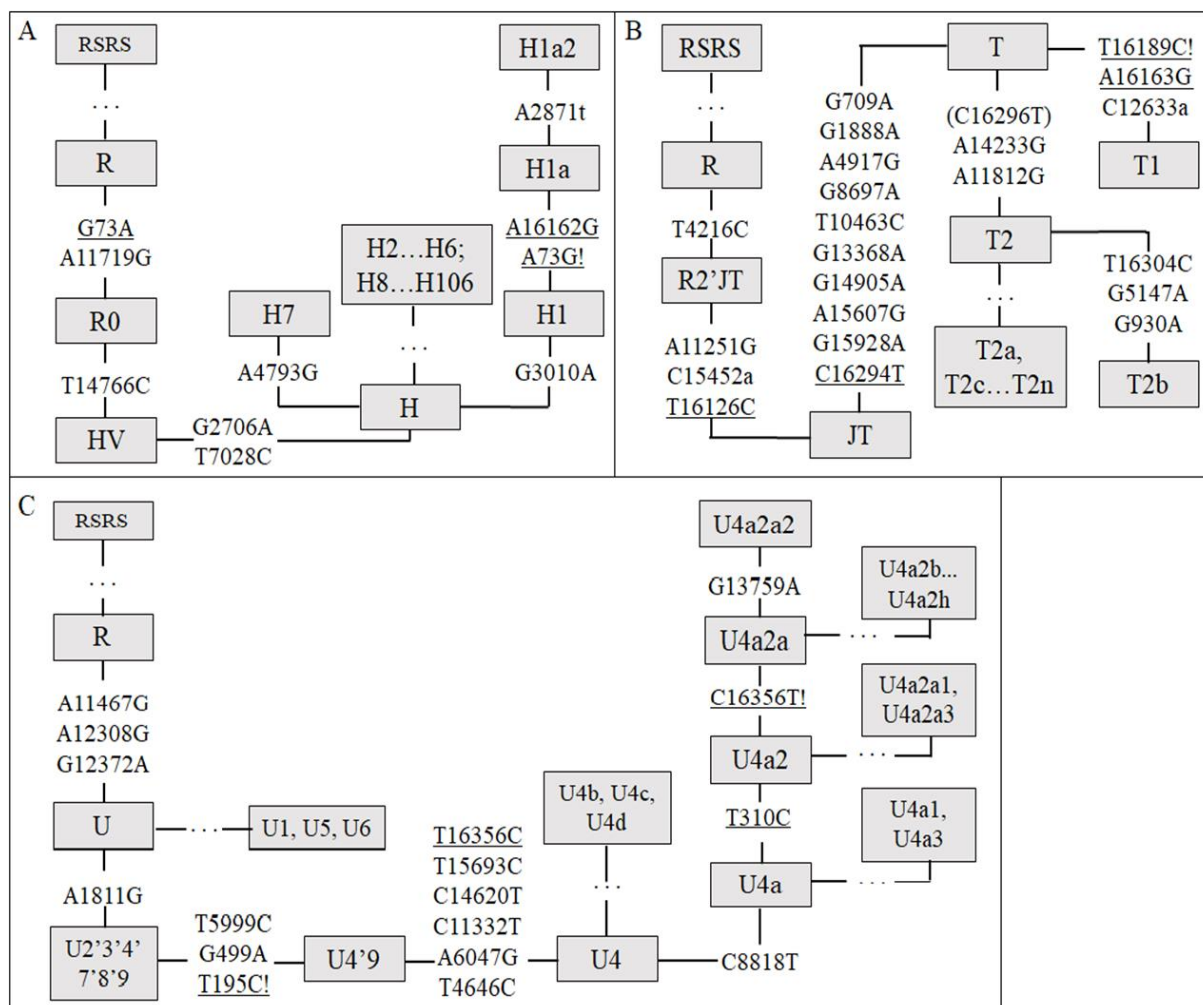 A
RSRS
...
R
G73A
A11719G
R0
T14766C
HV
G2706A
T7028C
H
A4793G
H7
...
H2...H6;
H8...H106
G3010A
H1
A16162G
A73G!
H1a
A2871t
H1a2
B
RSRS
...
R
T4216C
R2'JT
A11251G
C15452a
T16126C
JT
G709A
G1888A
A4917G
G8697A
T10463C
G13368A
G14905A
A15607G
G15928A
C16294T
T
T16189C!
A16163G
C12633a
T1
(C16296T)
A14233G
A11812G
T2
...
T2a,
T2c...T2n
T16304C
G5147A
G930A
T2b
C
RSRS
...
R
A11467G
A12308G
G12372A
U
...
U1, U5, U6
A1811G
U2'3'4'
7'8'9
T5999C
G499A
T195C!
U4'9
T16356C
T15693C
C14620T
C11332T
A6047G
T4646C
U4
...
U4b, U4c,
U4d
C8818T
U4a
...
U4a1,
U4a3
T310C
U4a2
...
U4a2a1,
U4a2a3
C16356T!
U4a2a
...
U4a2b...
U4a2h
G13759A
U4a2a2